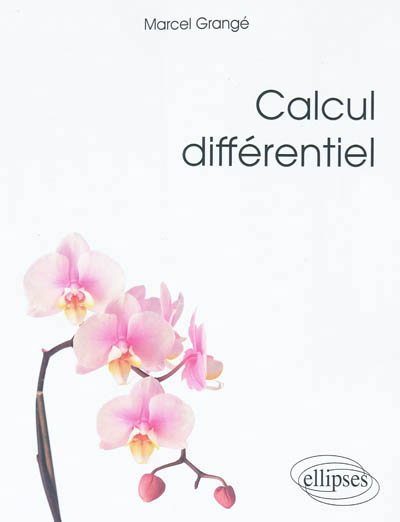 Marcel Grangé
Calcul
différentiel
ellipses